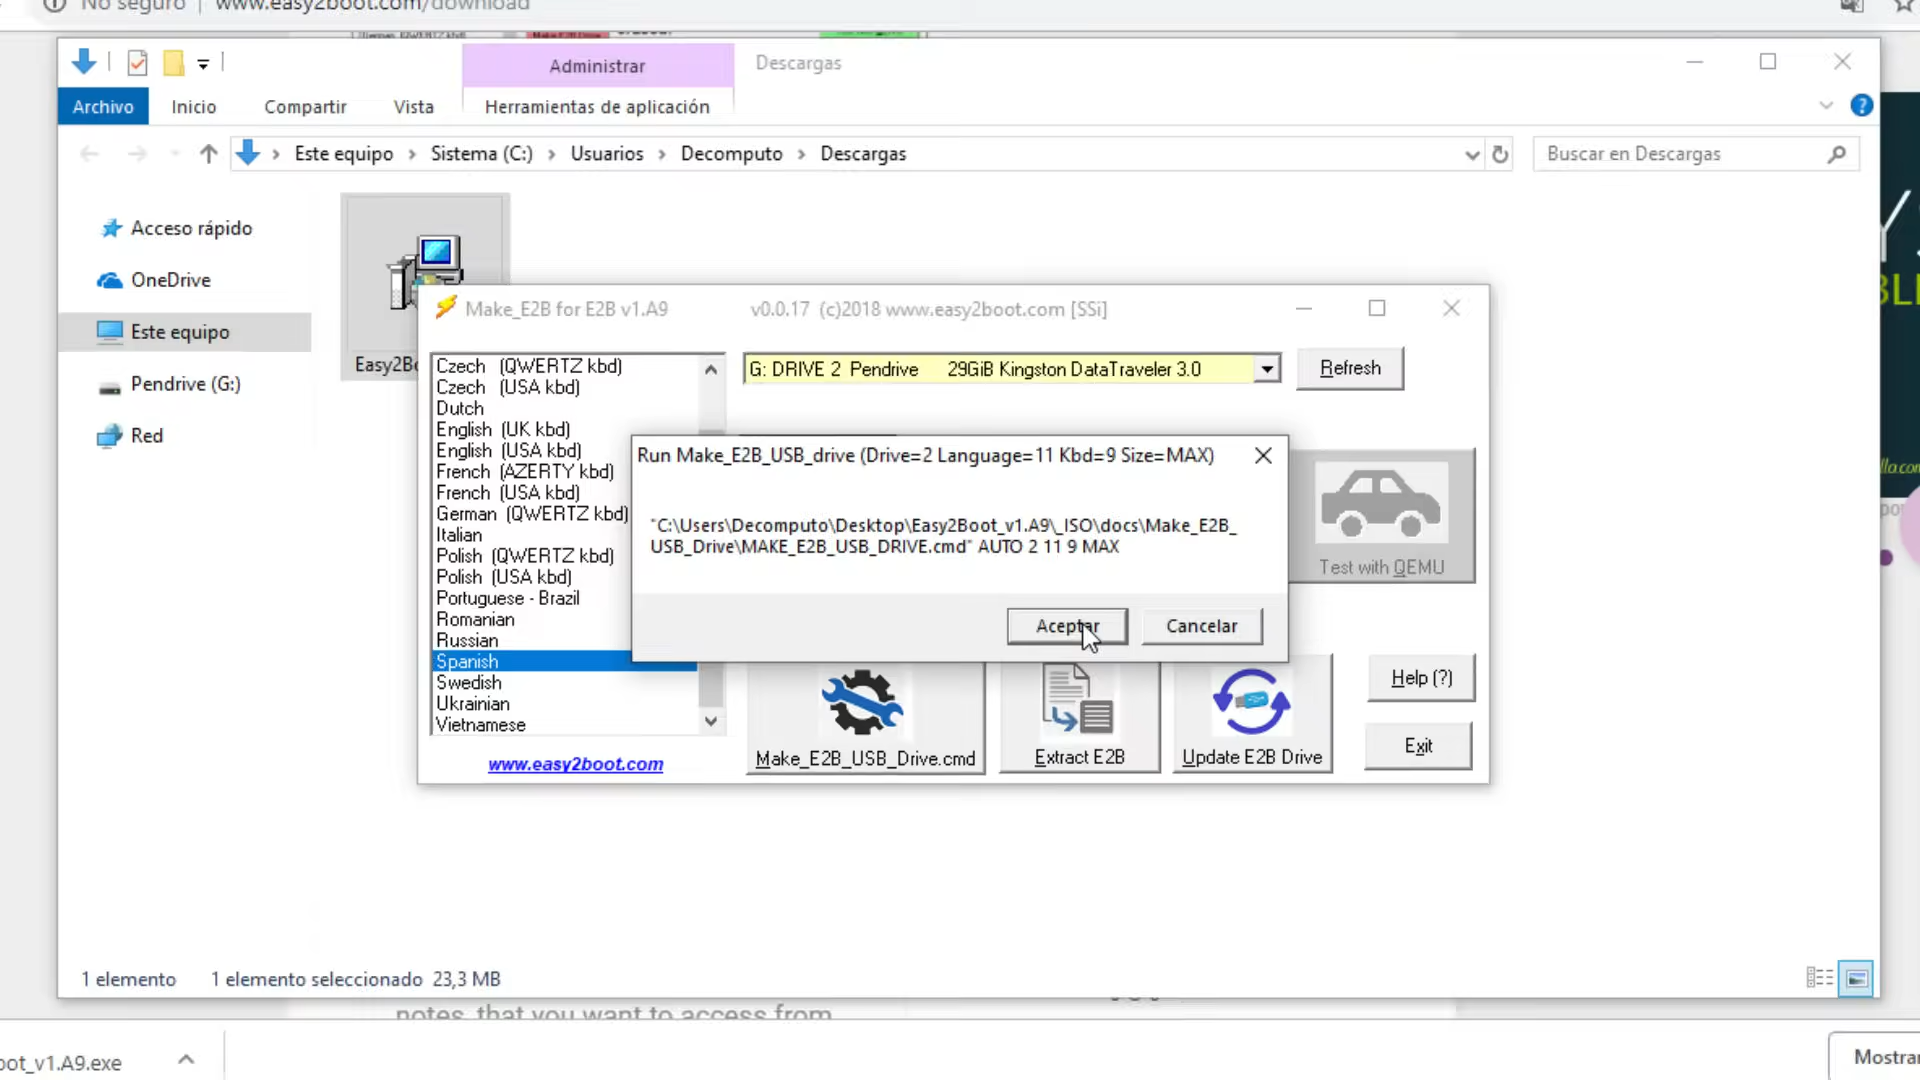 No seguro | www.easy2boot.com/download
Administrar
Descargas
Archivo
Inicio
Compartir
Vista
Herramientas de aplicación
Este equipo > Sistema (C:) > Usuarios > Decomputo > Descargas
Buscar en Descargas
Acceso rápido
OneDrive
Este equipo
Pendrive (G:)
Red
Easy2Bo
Make_E2B for E2B v1.A9
v0.0.17 (c)2018 www.easy2boot.com [SSi]
Czech (QWERTZ kbd)
Czech (USA kbd)
Dutch
English (UK kbd)
English (USA kbd)
French (AZERTY kbd)
French (USA kbd)
German (QWERTZ kbd)
Italian
Polish (QWERTZ kbd)
Polish (USA kbd)
Portuguese - Brazil
Romanian
Russian
Spanish
Swedish
Ukrainian
Vietnamese
www.easy2boot.com
G: DRIVE 2 Pendrive 29GiB Kingston DataTraveler 3.0
Refresh
Run Make_E2B_USB_drive (Drive=2 Language=11 Kbd=9 Size=MAX)
"C:\Users\Decomputo\Desktop\Easy2Boot_v1.A9\_ISO\docs\Make_E2B_
USB_Drive\MAKE_E2B_USB_DRIVE.cmd" AUTO 2 11 9 MAX
Aceptar
Cancelar
Test with QEMU
Make_E2B_USB_Drive.cmd
Extract E2B
Update E2B Drive
Help (?)
Exit
1 elemento
1 elemento seleccionado 23,3 MB
notes, that you want to access from
oot_v1.A9.exe
Mostrar